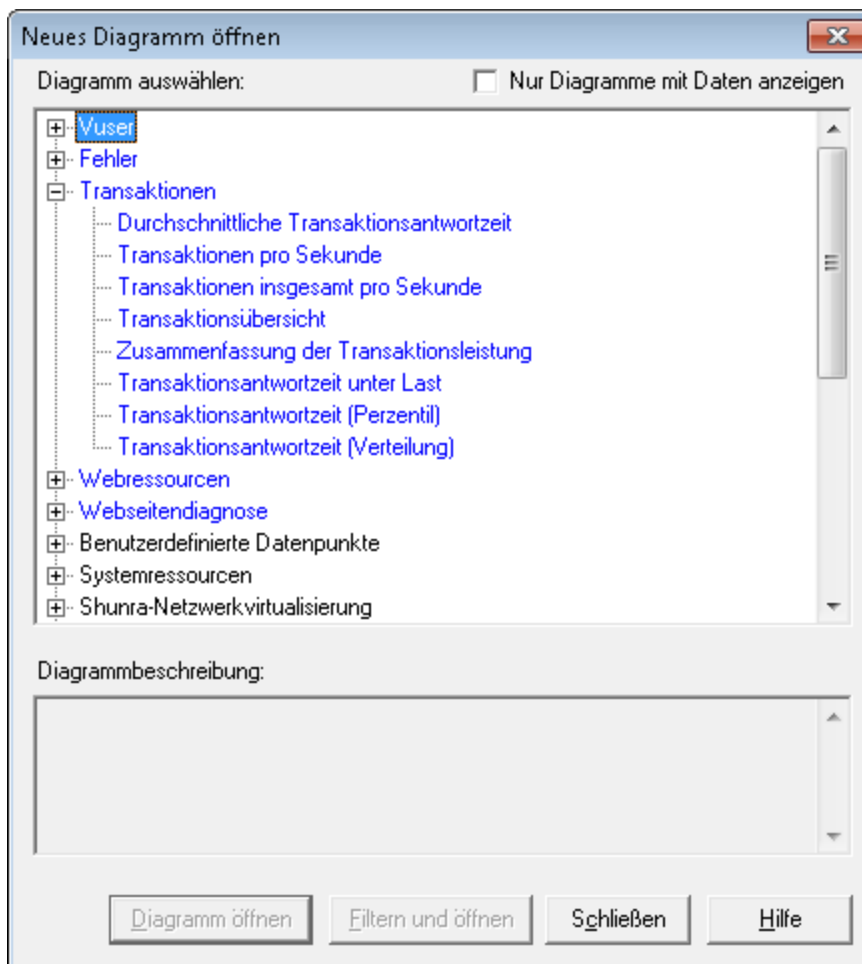 Neues Diagramm öffnen
Diagramm auswählen: Nur Diagramme mit Daten anzeigen
Vuser
Fehler
Transaktionen
Durchschnittliche Transaktionsantwortzeit
Transaktionen pro Sekunde
Transaktionen insgesamt pro Sekunde
Transaktionsübersicht
Zusammenfassung der Transaktionsleistung
Transaktionsantwortzeit unter Last
Transaktionsantwortzeit (Perzentil)
Transaktionsantwortzeit (Verteilung)
Webressourcen
Webseitendiagnose
Benutzerdefinierte Datenpunkte
Systemressourcen
Shunra-Netzwerkvirtualisierung
Diagrammbeschreibung:
Diagramm öffnen Filtern und öffnen Schließen Hilfe